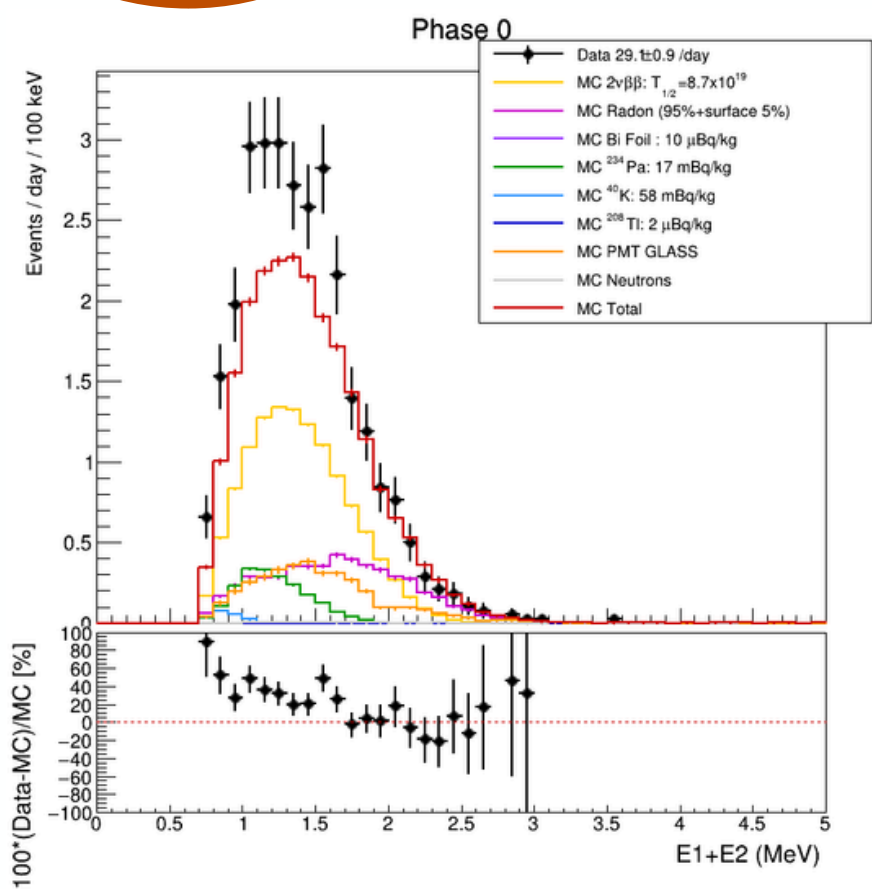 Phase 0
Data 29.1±0.9 /day
MC 2νββ: T1/2=8.7x10^19
MC Radon (95%+surface 5%)
MC Bi Foil : 10 μBq/kg
MC 234Pa: 17 mBq/kg
MC 40K: 58 mBq/kg
MC 208Tl: 2 μBq/kg
MC PMT GLASS
MC Neutrons
MC Total
Events / day / 100 keV
3
2.5
2
1.5
1
0.5
0
100*(Data-MC)/MC [%]
100
80
60
40
20
0
−20
−40
−60
−80
−100
0 0.5 1 1.5 2 2.5 3 3.5 4 4.5 5
E1+E2 (MeV)